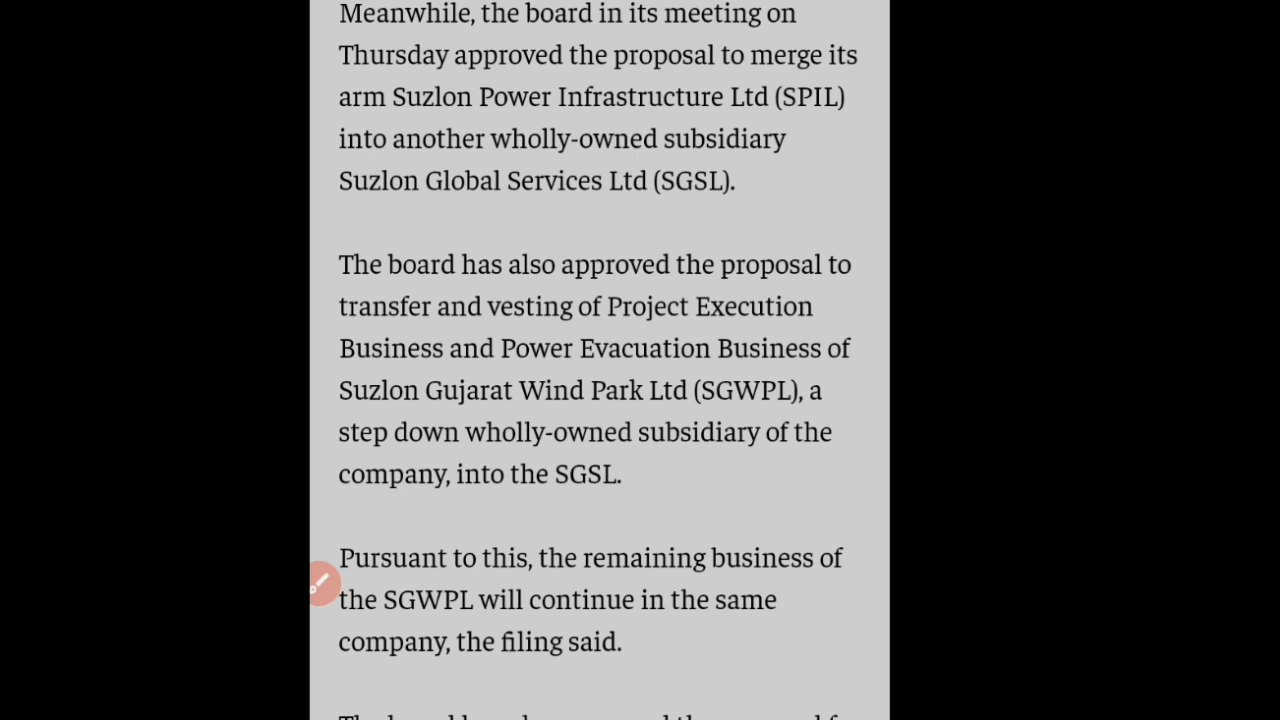 Meanwhile, the board in its meeting on
Thursday approved the proposal to merge its
arm Suzlon Power Infrastructure Ltd (SPIL)
into another wholly-owned subsidiary
Suzlon Global Services Ltd (SGSL).
The board has also approved the proposal to
transfer and vesting of Project Execution
Business and Power Evacuation Business of
Suzlon Gujarat Wind Park Ltd (SGWPL), a
step down wholly-owned subsidiary of the
company, into the SGSL.
Pursuant to this, the remaining business of
the SGWPL will continue in the same
company, the filing said.